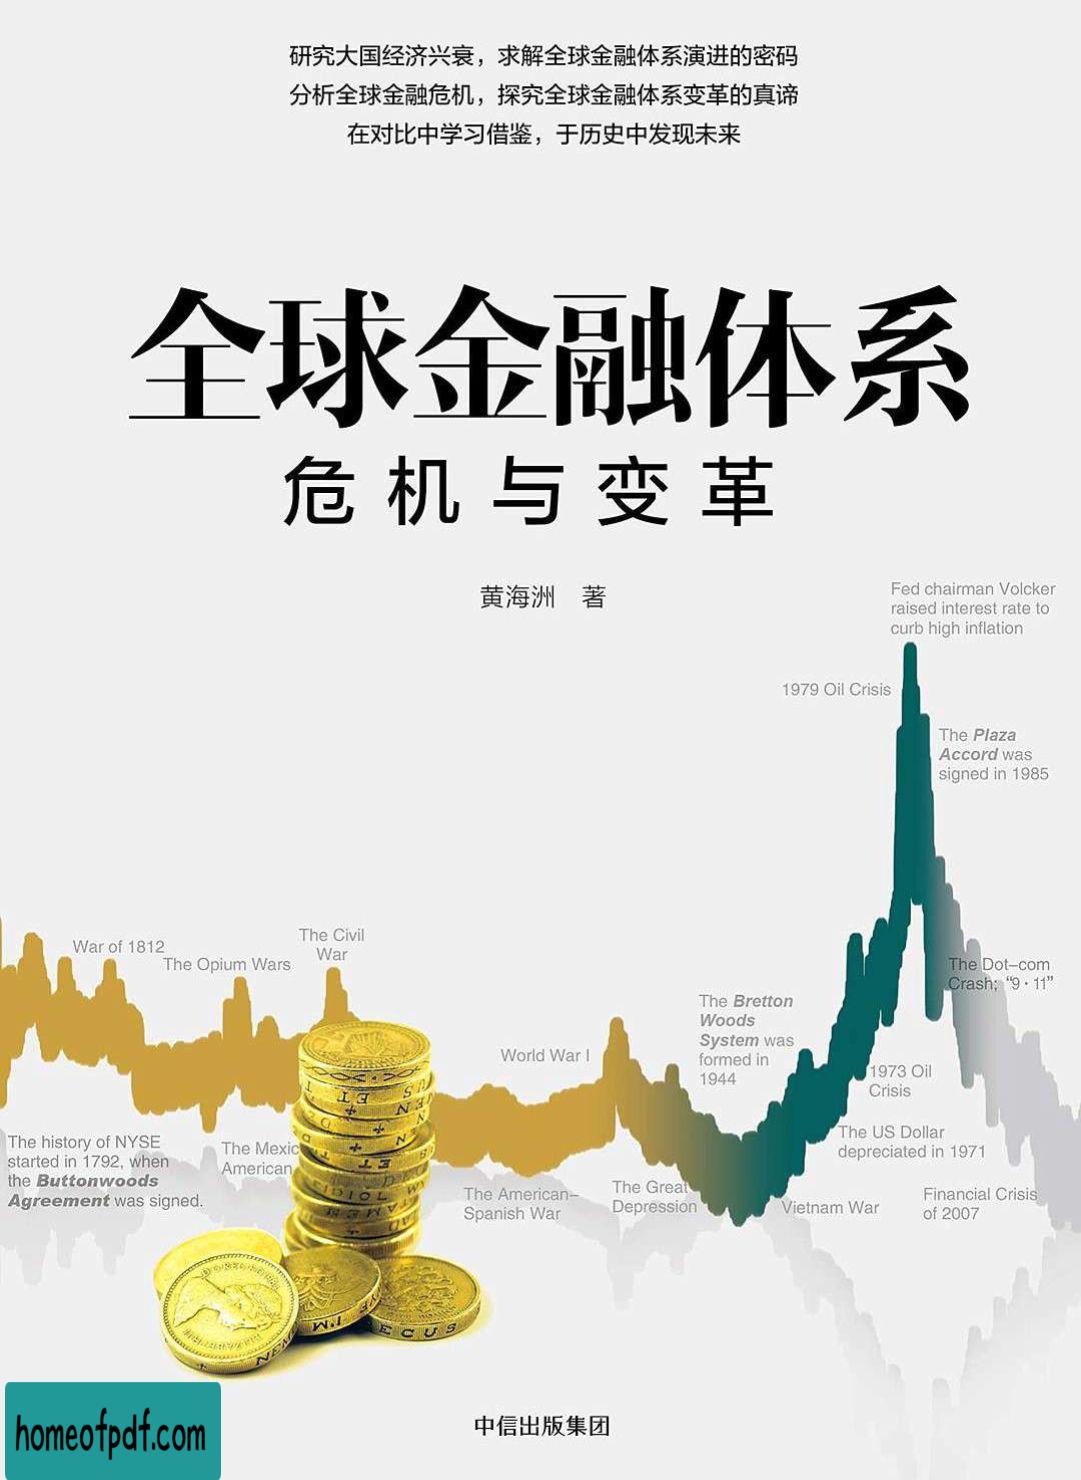 研究大国经济兴衰，求解全球金融体系演进的密码
分析全球金融危机，探究全球金融体系变革的真谛
在对比中学习借鉴，于历史中发现未来
全球金融体系
危机与变革
黄海洲 著
Fed chairman Volcker
raised interest rate to
curb high inflation
1979 Oil Crisis
The Plaza
Accord was
signed in 1985
War of 1812
The Opium Wars
The Civil
War
The Dot-com
Crash; “9·11”
The Bretton
Woods
System was
formed in
1944
World War I
1973 Oil
Crisis
The US Dollar
depreciated in 1971
The history of NYSE
started in 1792, when
the Buttonwoods
Agreement was signed.
The Mexic
American
The American–
Spanish War
The Great
Depression
Vietnam War
Financial Crisis
of 2007
ECUS
中信出版集团
homeofpdf.com